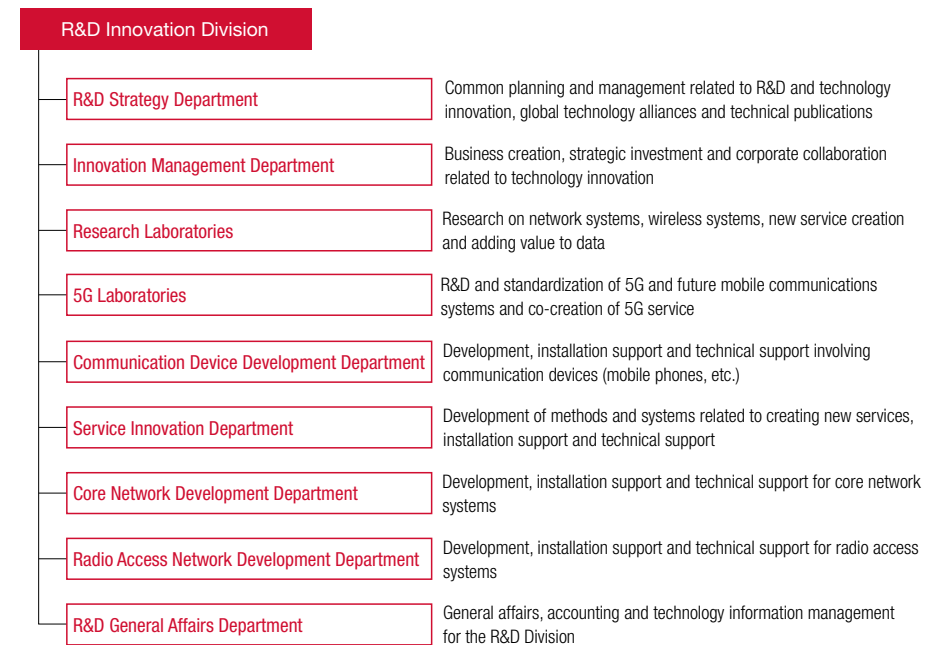 R&D Innovation Division
R&D Strategy Department
Common planning and management related to R&D and technology
innovation, global technology alliances and technical publications
Innovation Management Department
Business creation, strategic investment and corporate collaboration
related to technology innovation
Research Laboratories
Research on network systems, wireless systems, new service creation
and adding value to data
5G Laboratories
R&D and standardization of 5G and future mobile communications
systems and co-creation of 5G service
Communication Device Development Department
Development, installation support and technical support involving
communication devices (mobile phones, etc.)
Service Innovation Department
Development of methods and systems related to creating new services,
installation support and technical support
Core Network Development Department
Development, installation support and technical support for core network
systems
Radio Access Network Development Department
Development, installation support and technical support for radio access
systems
R&D General Affairs Department
General affairs, accounting and technology information management
for the R&D Division